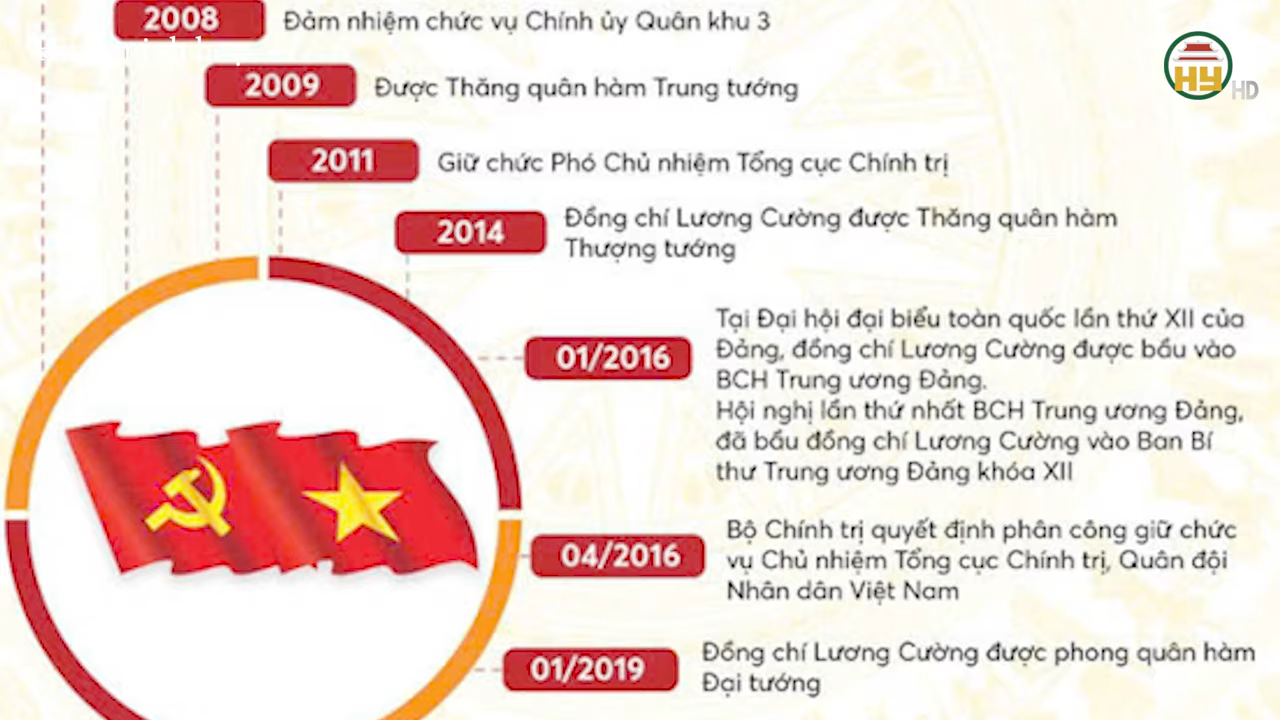 2008 Đảm nhiệm chức vụ Chính ủy Quân khu 3
2009 Được Thăng quân hàm Trung tướng
2011 Giữ chức Phó Chủ nhiệm Tổng cục Chính trị
2014 Đồng chí Lương Cường được Thăng quân hàm
Thượng tướng
01/2016 Tại Đại hội đại biểu toàn quốc lần thứ XII của
Đảng, đồng chí Lương Cường được bầu vào
BCH Trung ương Đảng.
Hội nghị lần thứ nhất BCH Trung ương Đảng,
đã bầu đồng chí Lương Cường vào Ban Bí
thư Trung ương Đảng khóa XII
04/2016 Bộ Chính trị quyết định phân công giữ chức
vụ Chủ nhiệm Tổng cục Chính trị, Quân đội
Nhân dân Việt Nam
01/2019 Đồng chí Lương Cường được phong quân hàm
Đại tướng
HY HD